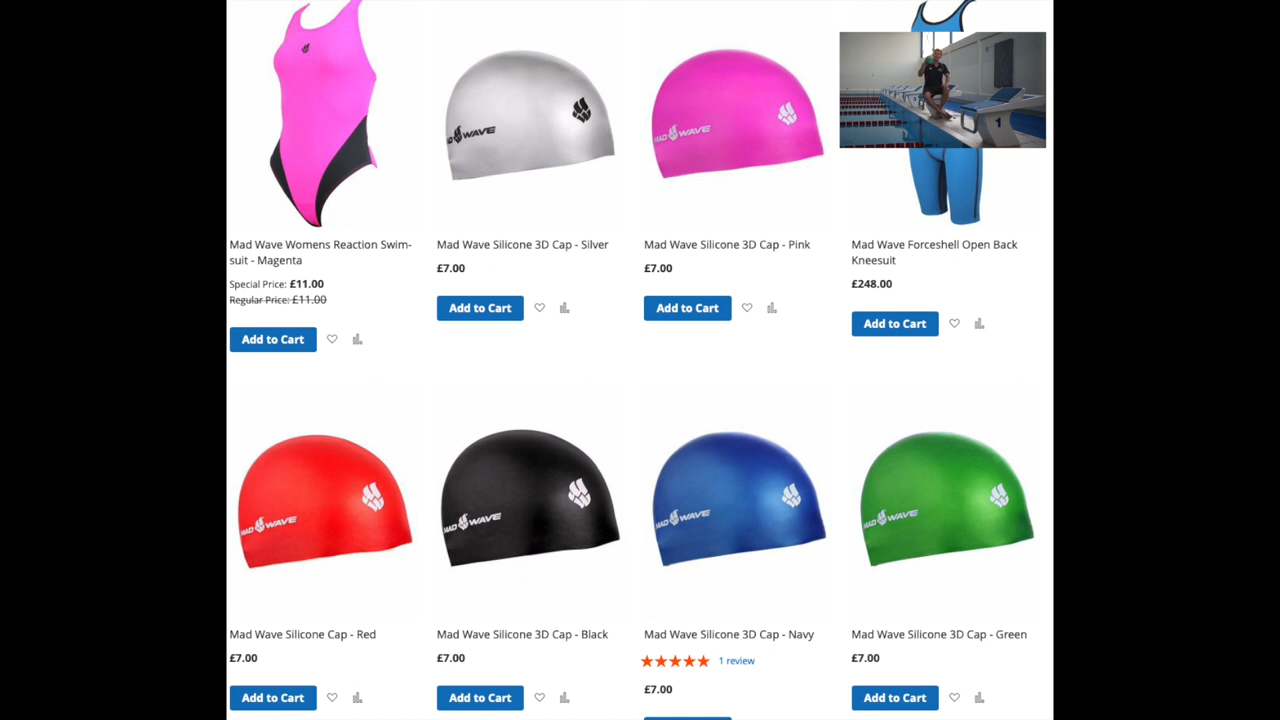 MAD WAVE
MAD WAVE
1
Mad Wave Womens Reaction Swim-
suit - Magenta
Special Price: £11.00
Regular Price: £11.00
Add to Cart
Mad Wave Silicone 3D Cap - Silver
£7.00
Add to Cart
Mad Wave Silicone 3D Cap - Pink
£7.00
Add to Cart
Mad Wave Forceshell Open Back
Kneesuit
£248.00
Add to Cart
MAD WAVE
MAD WAVE
MAD WAVE
MAD WAVE
Mad Wave Silicone Cap - Red
£7.00
Add to Cart
Mad Wave Silicone 3D Cap - Black
£7.00
Add to Cart
Mad Wave Silicone 3D Cap - Navy
1 review
£7.00
Mad Wave Silicone 3D Cap - Green
£7.00
Add to Cart